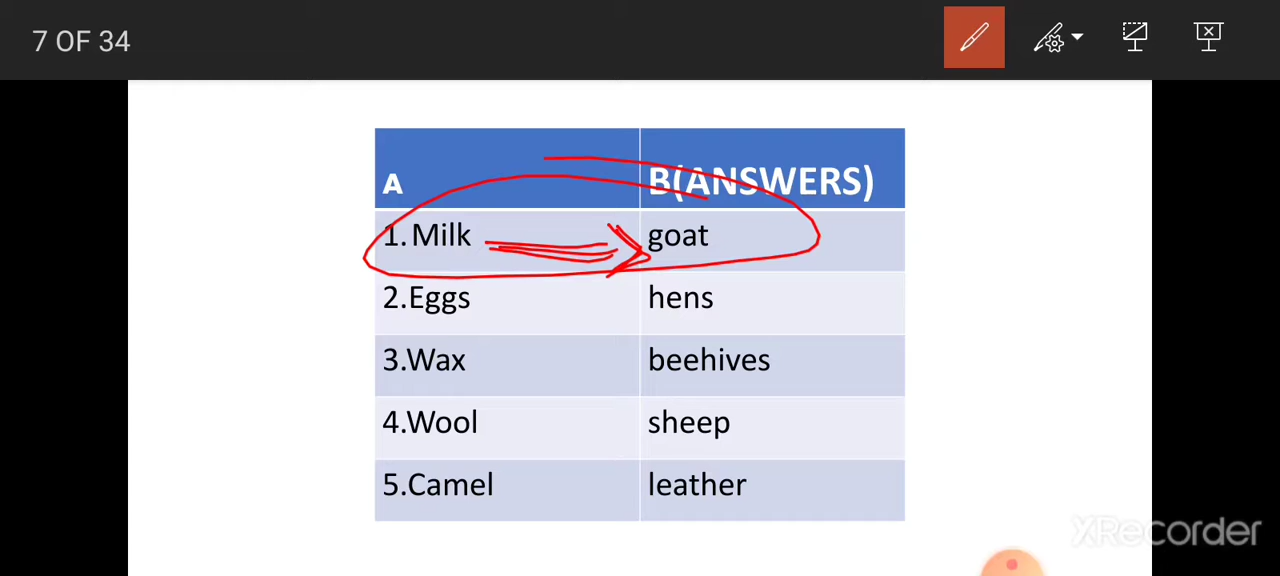 7 OF 34
A B(ANSWERS)
1.Milk goat
2.Eggs hens
3.Wax beehives
4.Wool sheep
5.Camel leather
XRecorder